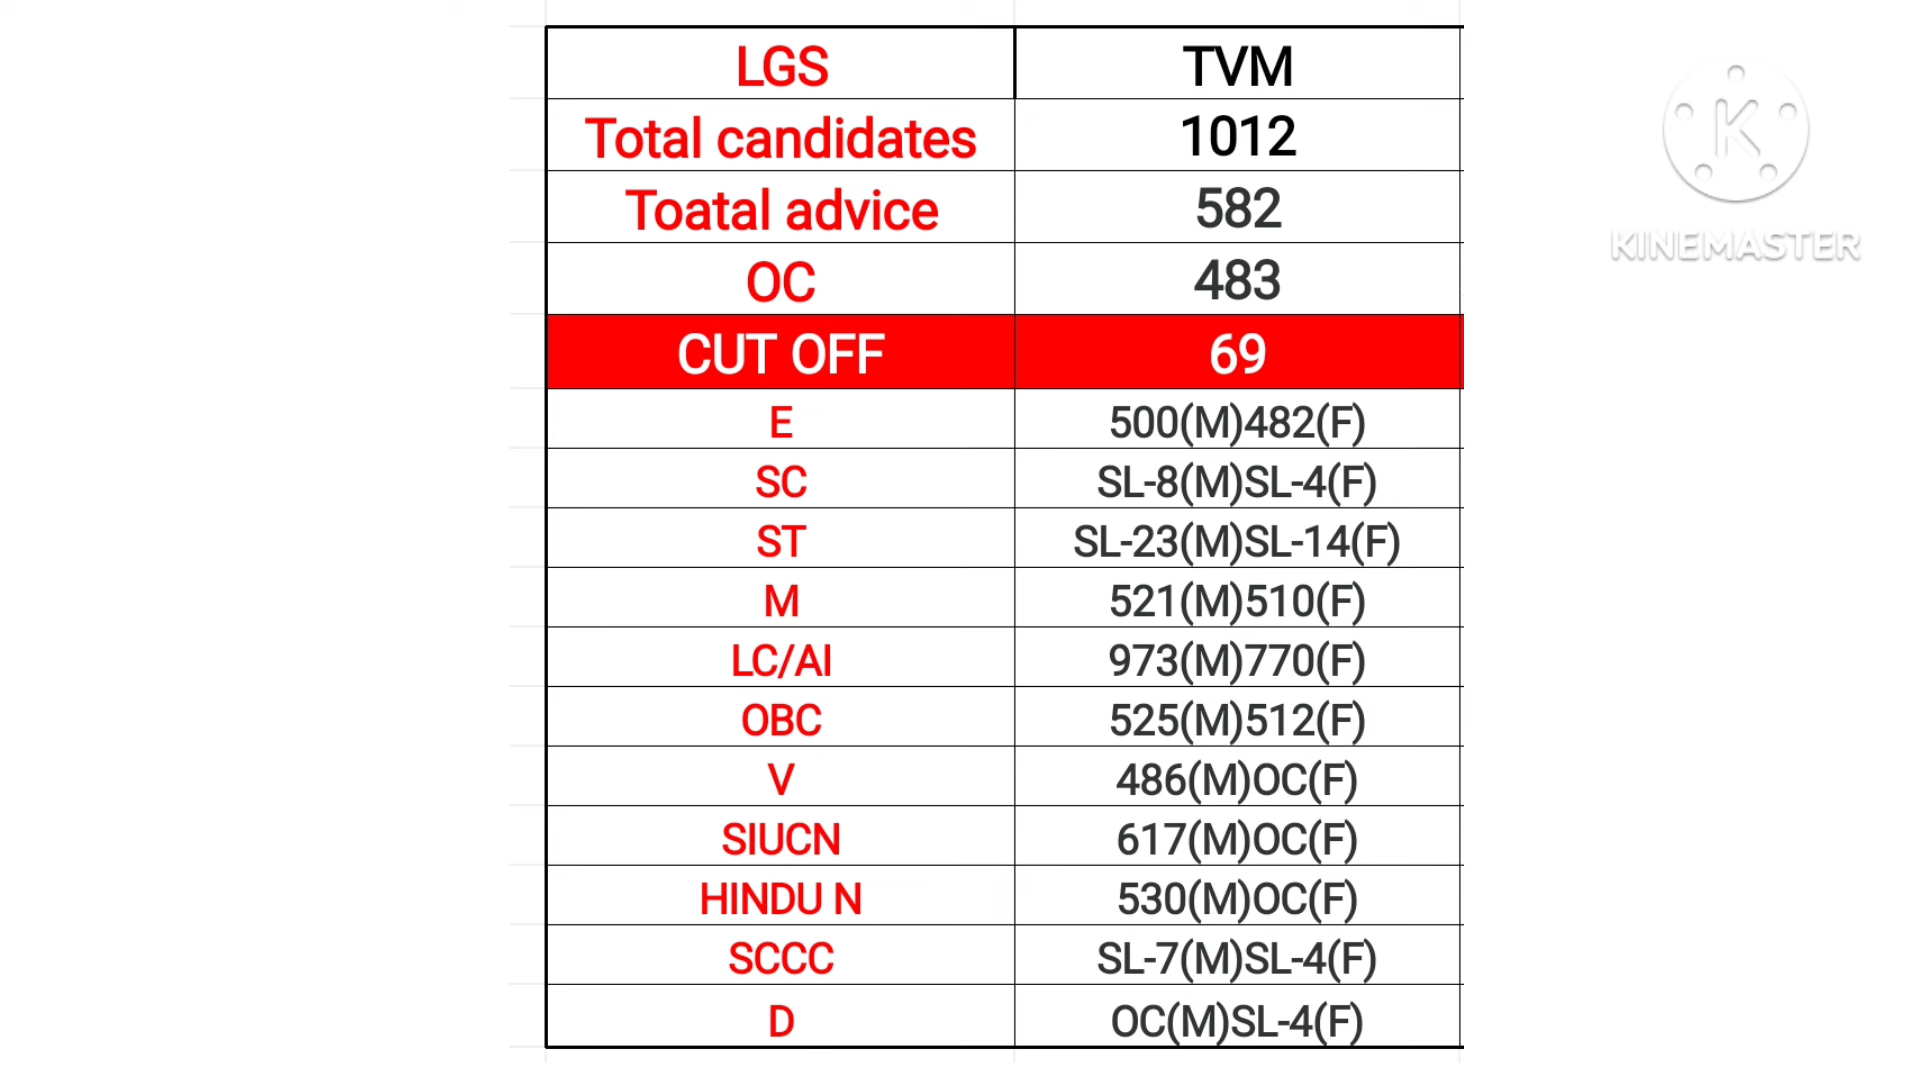 LGS TVM
Total candidates 1012
Toatal advice 582
OC 483
CUT OFF 69
E 500(M)482(F)
SC SL-8(M)SL-4(F)
ST SL-23(M)SL-14(F)
M 521(M)510(F)
LC/AI 973(M)770(F)
OBC 525(M)512(F)
V 486(M)OC(F)
SIUCN 617(M)OC(F)
HINDU N 530(M)OC(F)
SCCC SL-7(M)SL-4(F)
D OC(M)SL-4(F)
K
KINEMASTER